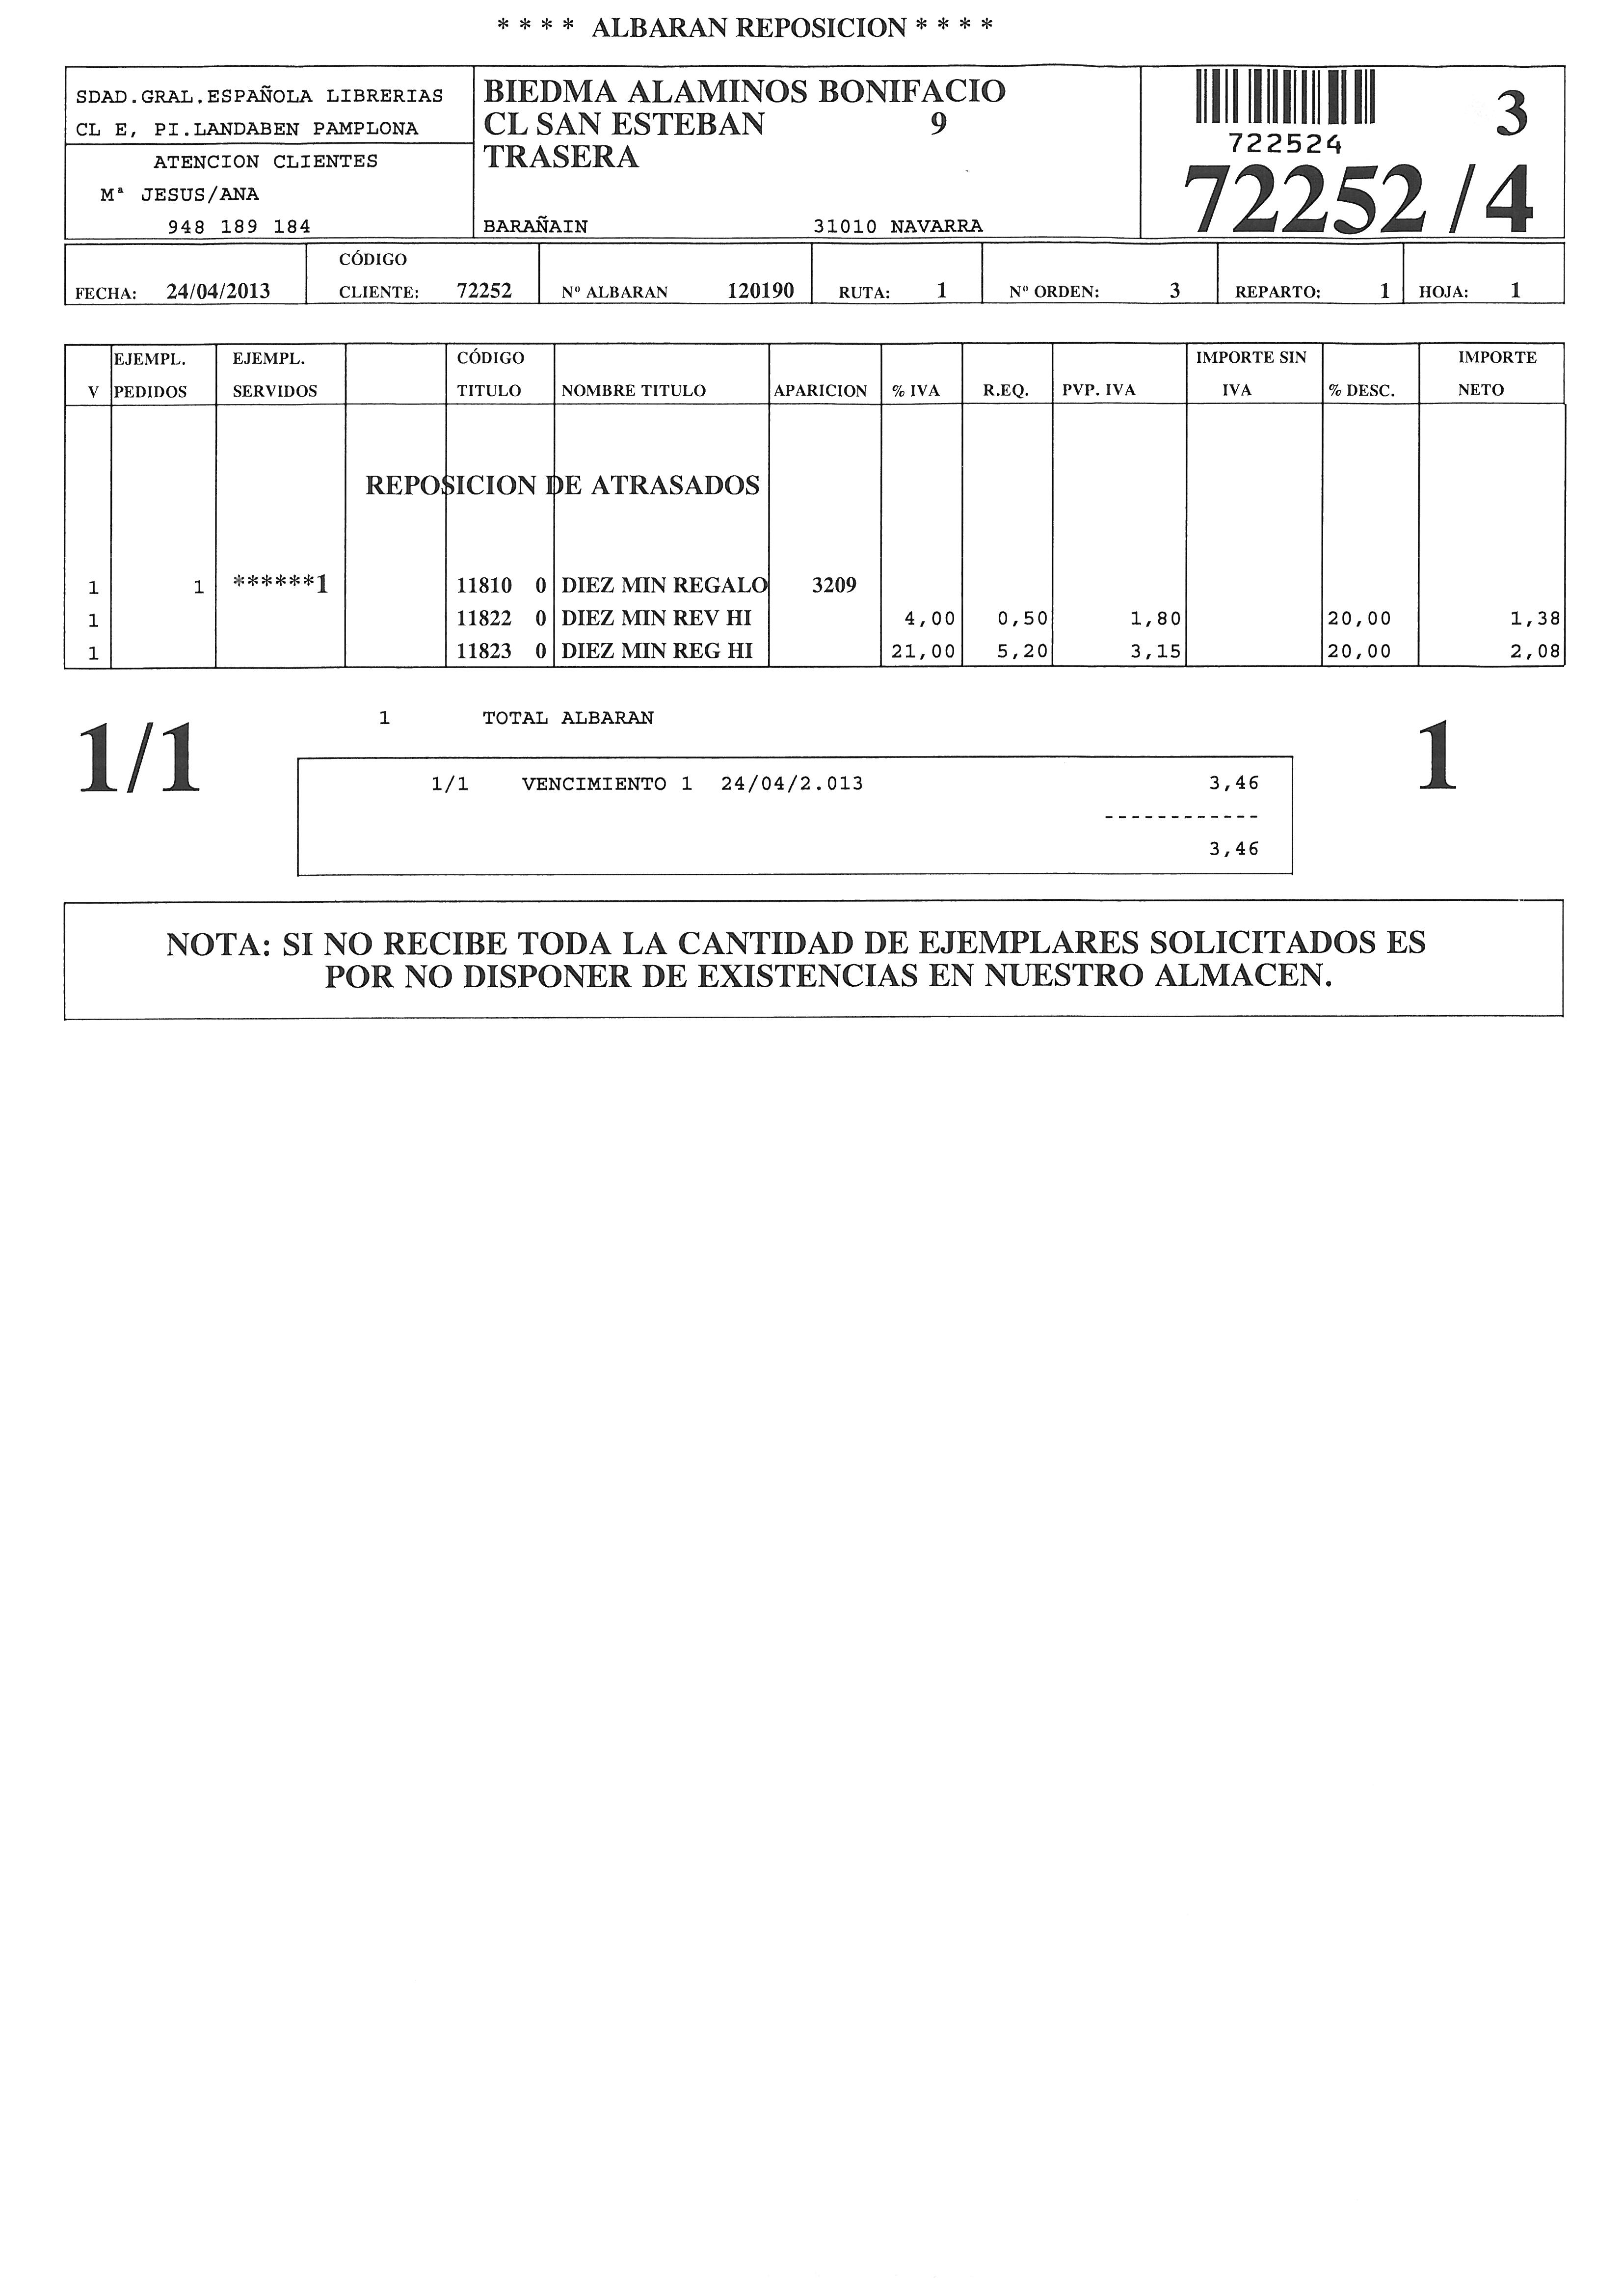 * * * * ALBARAN REPOSICION * * * *
SDAD.GRAL.ESPAÑOLA LIBRERIAS
CL E, PI.LANDABEN PAMPLONA
ATENCION CLIENTES
Mª JESUS/ANA
948 189 184
BIEDMA ALAMINOS BONIFACIO
CL SAN ESTEBAN 9
TRASERA
BARAÑAIN 31010 NAVARRA
722524
3
72252 / 4
FECHA: 24/04/2013 CÓDIGO CLIENTE: 72252 Nº ALBARAN 120190 RUTA: 1 Nº ORDEN: 3 REPARTO: 1 HOJA: 1
EJEMPL. EJEMPL. CÓDIGO IMPORTE SIN IMPORTE
V PEDIDOS SERVIDOS TITULO NOMBRE TITULO APARICION % IVA R.EQ. PVP. IVA IVA % DESC. NETO
REPOSICION DE ATRASADOS
1 1 ******1 11810 0 DIEZ MIN REGALO 3209
1 11822 0 DIEZ MIN REV HI 4,00 0,50 1,80 20,00 1,38
1 11823 0 DIEZ MIN REG HI 21,00 5,20 3,15 20,00 2,08
1 TOTAL ALBARAN
1/1
1/1 VENCIMIENTO 1 24/04/2.013 3,46
------------
3,46
1
NOTA: SI NO RECIBE TODA LA CANTIDAD DE EJEMPLARES SOLICITADOS ES
POR NO DISPONER DE EXISTENCIAS EN NUESTRO ALMACEN.